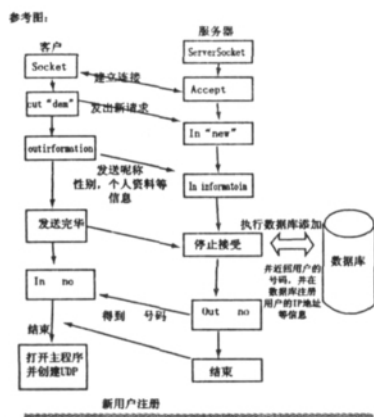 参考图：
客户
服务器
Socket
ServerSocket
建立连接
Accept
cut "dem"
发出新请求
In "new"
outirformation
发送昵称
性别，个人资料等
信息
In izformatoin
执行数据库添加
发送完毕
停止接受
数据库
并返回用户的
号码，并在
数据库注册
用户的IP地址
等信息
In no
得到 号码
Out no
结束
打开主程序
并创建UDP
结束
新用户注册